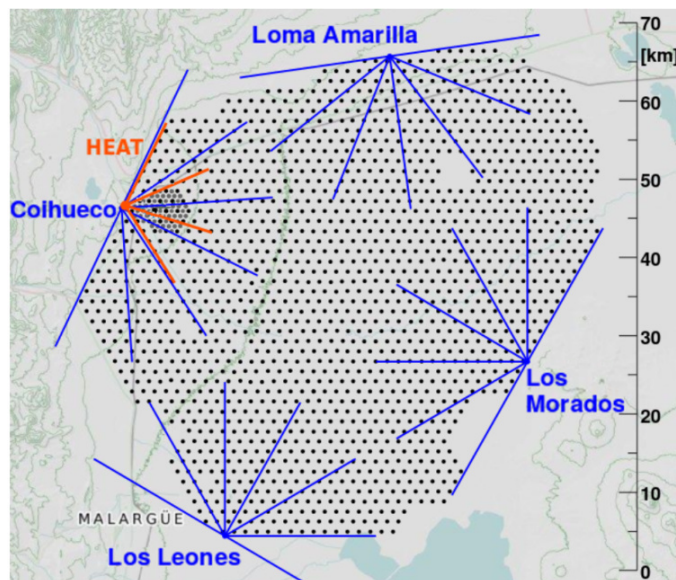 Loma Amarilla
70
[km]
60
HEAT
50
Coihueco
40
30
Los
Morados
20
10
MALARGÜE
Los Leones
0